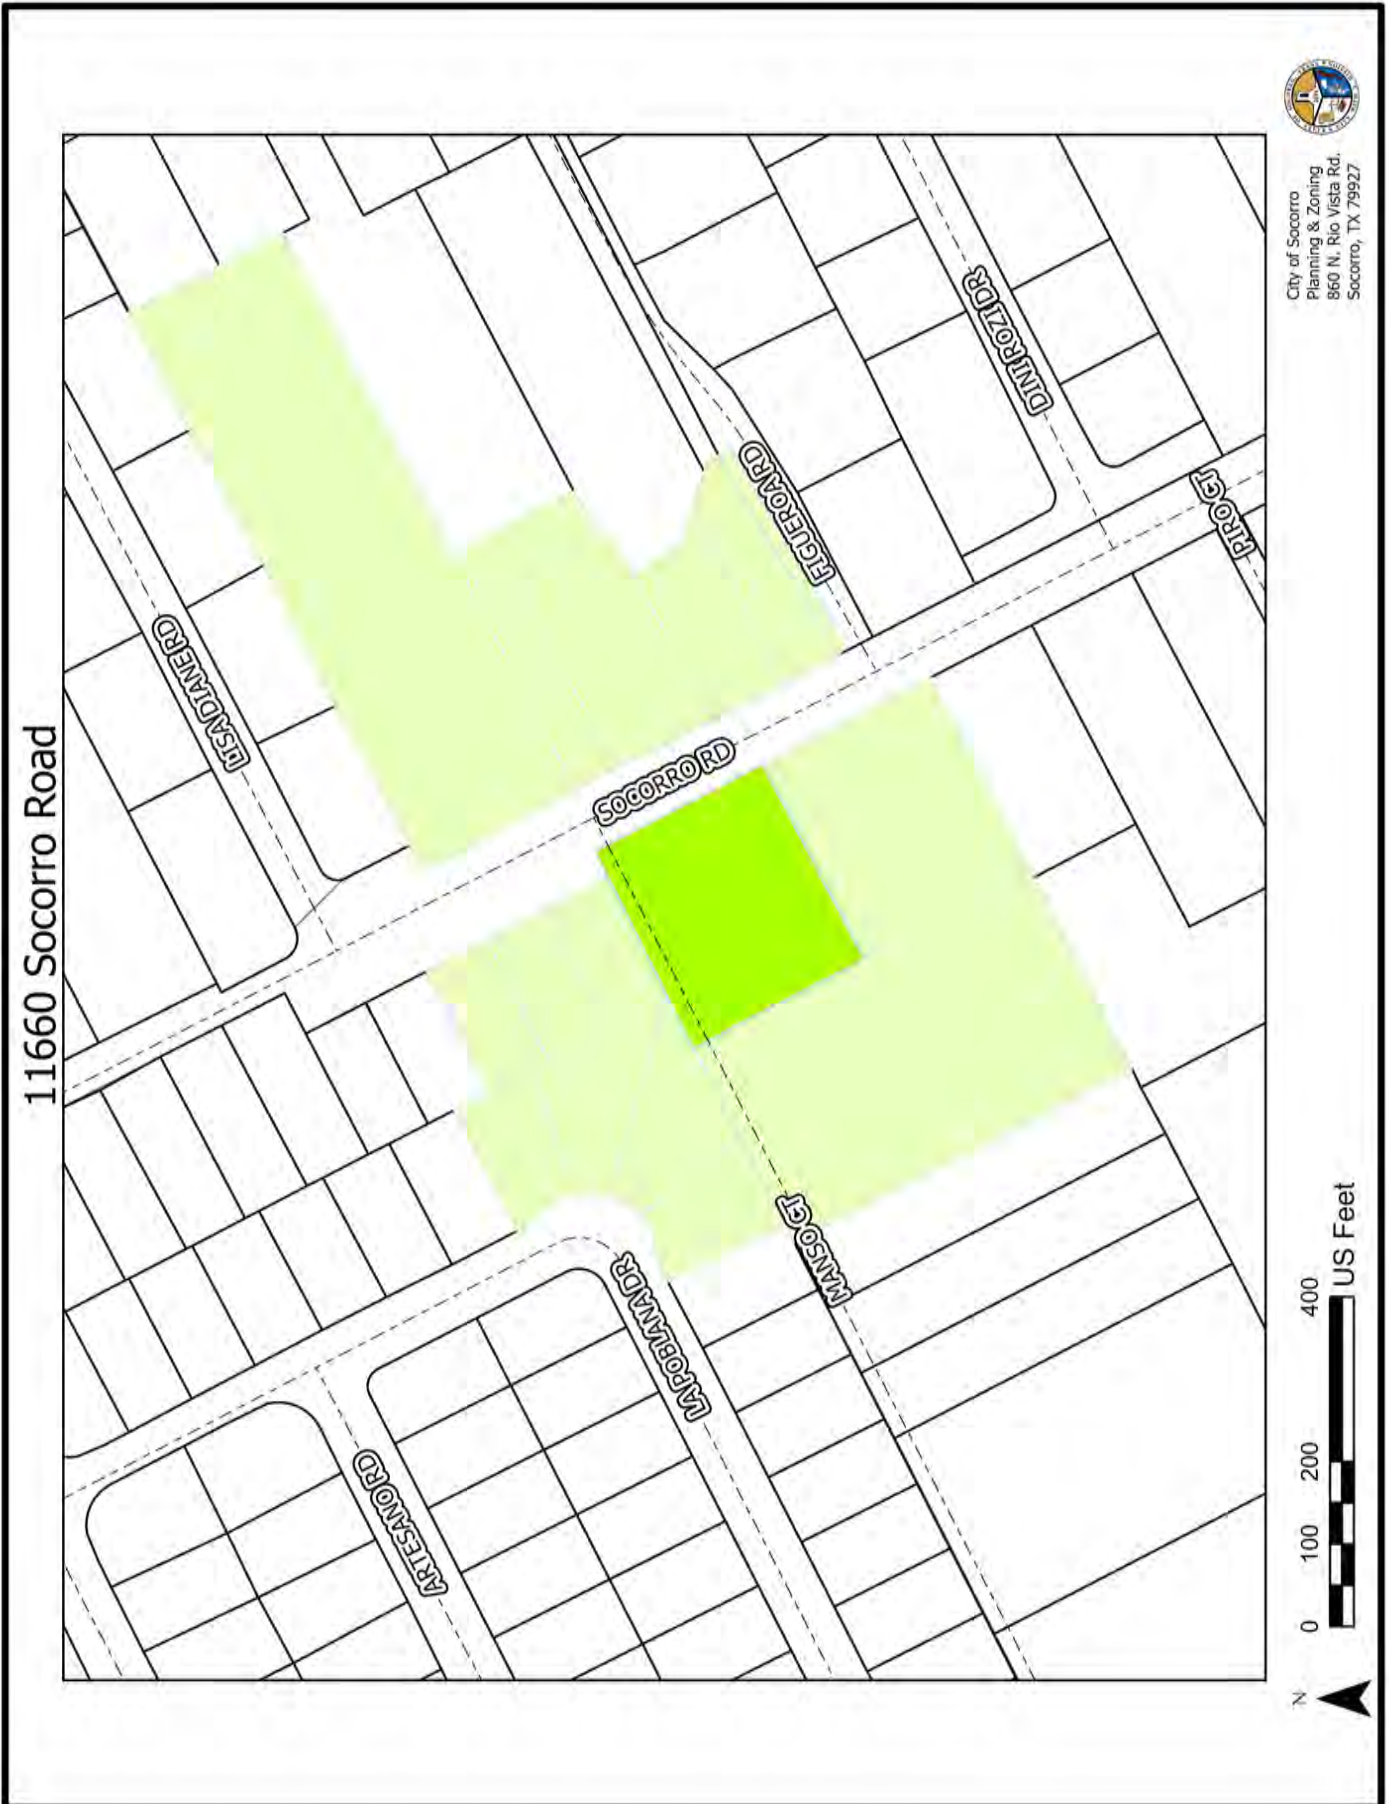 11660 Socorro Road
LISA DIANE RD
SOCORRO RD
FIGUEROA RD
DINI ROZI DR
PIRO CT
MANSO CT
LA POBLANA DR
ARTESANO RD
City of Socorro
Planning & Zoning
860 N. Rio Vista Rd.
Socorro, TX 79927
N
0 100 200 400
US Feet